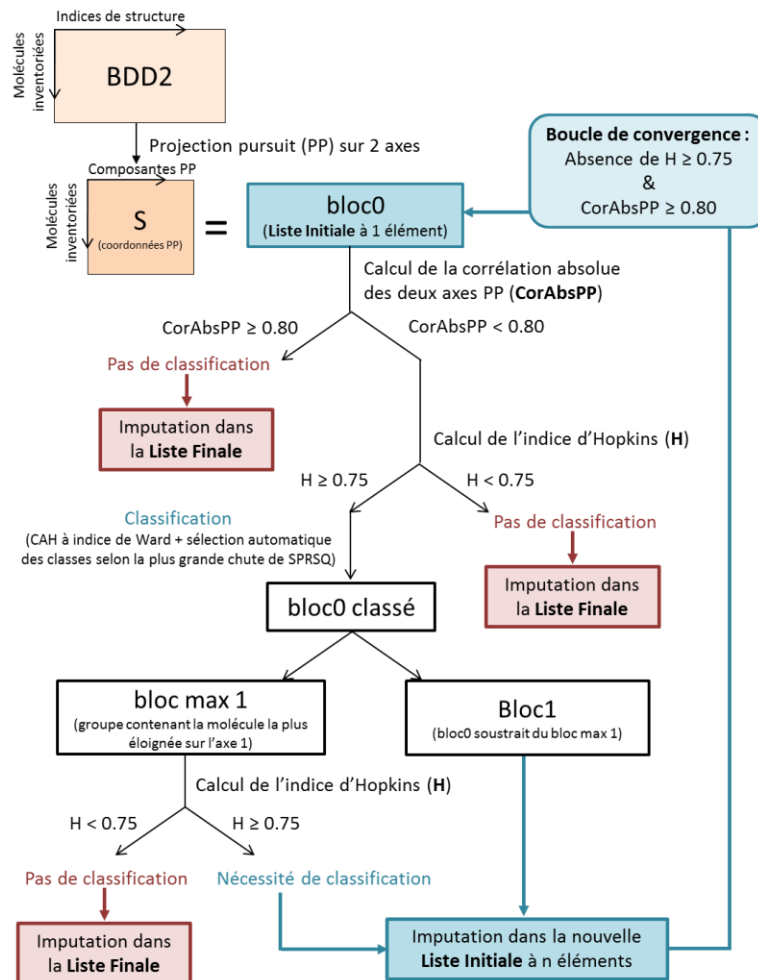 Indices de structure
Molécules
inventoriées
BDD2
Projection pursuit (PP) sur 2 axes
Composantes PP
Molécules
inventoriées
S
(coordonnées PP)
=
bloc0
(Liste Initiale à 1 élément)
Boucle de convergence :
Absence de H ≥ 0.75
&
CorAbsPP ≥ 0.80
Calcul de la corrélation absolue
des deux axes PP (CorAbsPP)
CorAbsPP ≥ 0.80
CorAbsPP < 0.80
Pas de classification
Imputation dans
la Liste Finale
Calcul de l'indice d'Hopkins (H)
H ≥ 0.75
H < 0.75
Classification
(CAH à indice de Ward + sélection automatique
des classes selon la plus grande chute de SPRSQ)
Pas de classification
Imputation dans
la Liste Finale
bloc0 classé
bloc max 1
(groupe contenant la molécule la plus
éloignée sur l'axe 1)
Bloc1
(bloc0 soustrait du bloc max 1)
Calcul de l'indice d'Hopkins (H)
H < 0.75
H ≥ 0.75
Pas de classification
Nécessité de classification
Imputation dans
la Liste Finale
Imputation dans la nouvelle
Liste Initiale à n éléments